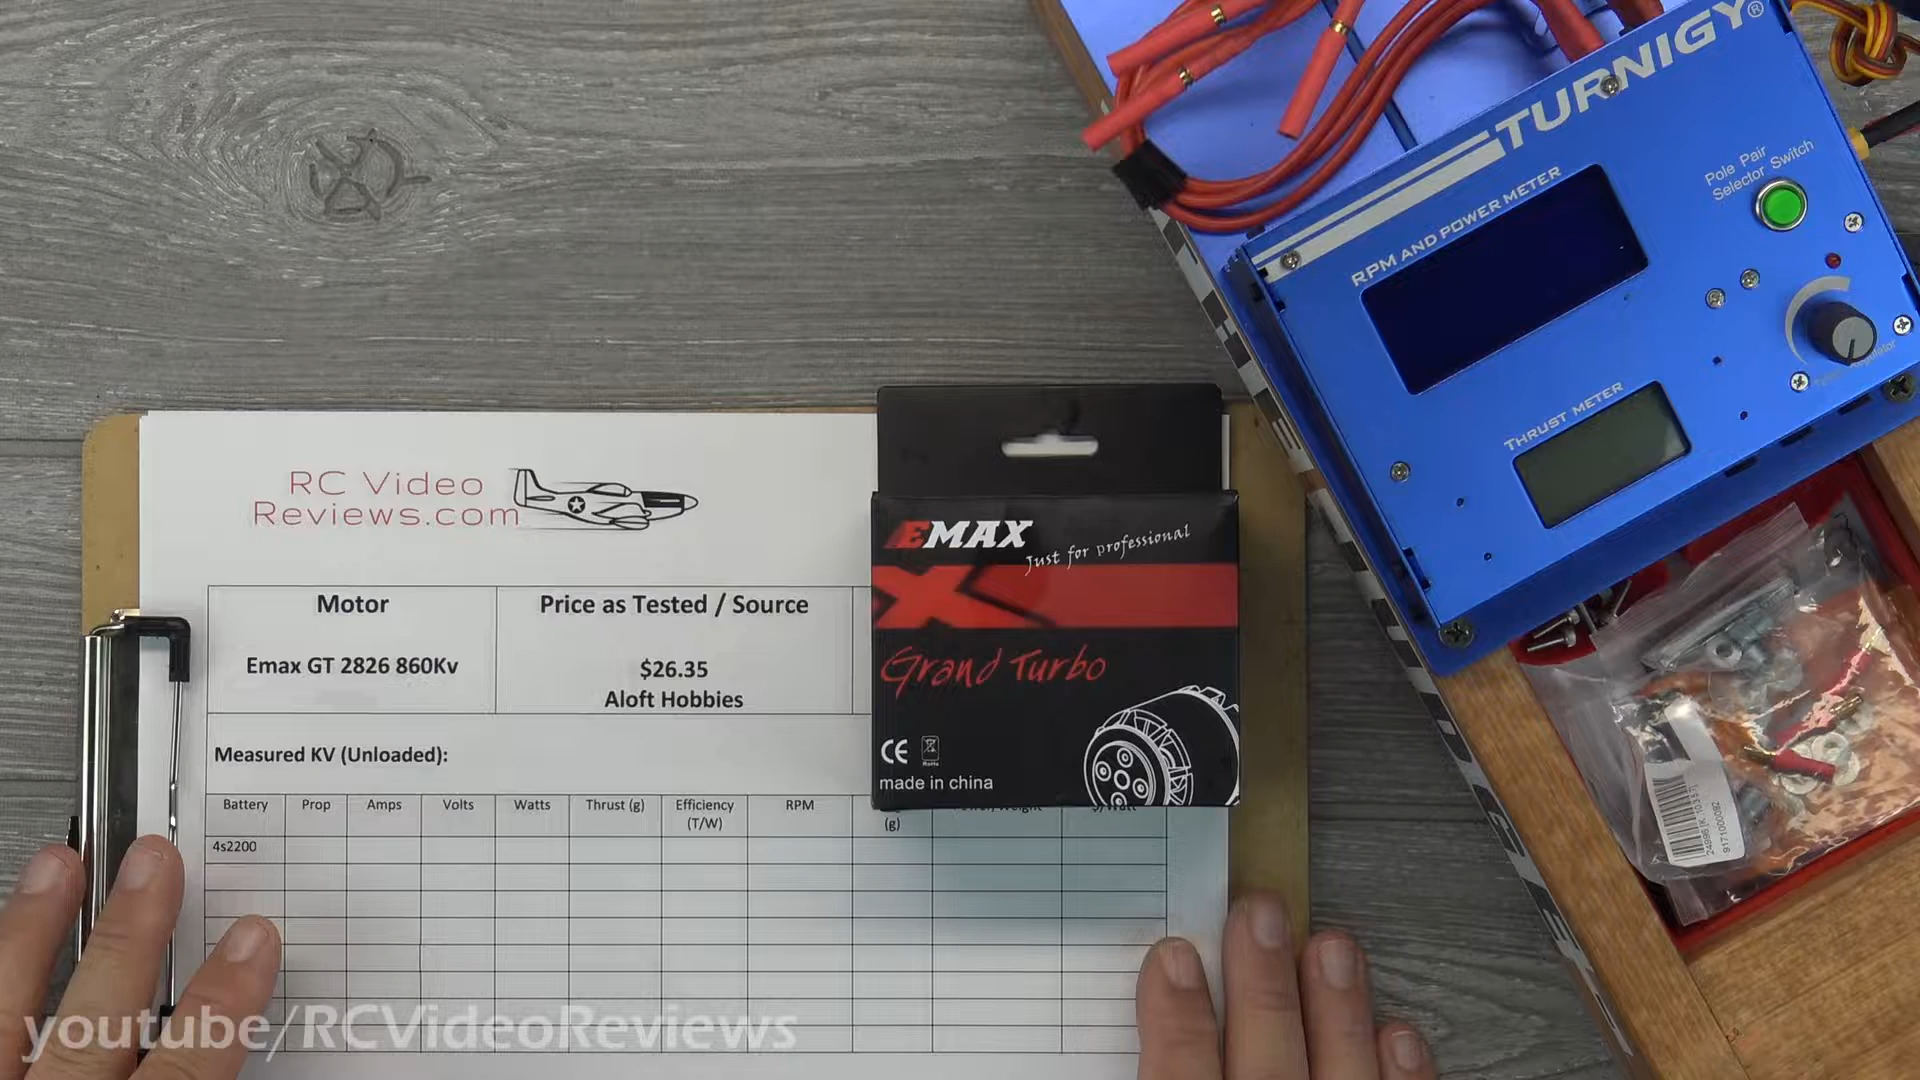 TURNIGY®
Pole Pair
Selector Switch
RPM AND POWER METER
THRUST METER
RC Video
Reviews.com
EMAX
Just for professional
X
Grand Turbo
CE
RoHs
made in china
Motor
Emax GT 2826 860Kv
Price as Tested / Source
$26.35
Aloft Hobbies
Measured KV (Unloaded):
Battery Prop Amps Volts Watts Thrust (g) Efficiency (T/W) RPM (g)
4s2200
youtube/RCVideoReviews